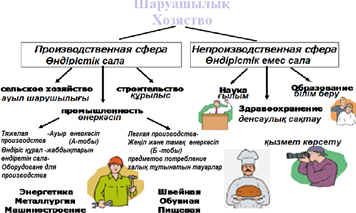 Шаруашылық
Хозяйство
Производственная сфера
Өндірістік сала
Непроизводственная сфера
Өндірістік емес сала
сельское хозяйство
ауыл шарушылығы
строительство
құрылыс
промышленность
өнеркәсіп
Тяжелая -Ауыр өнеркәсіп
производства (А-тобы)
Өндіріс құрал -жабдықтарын
өндіретін сала-
Оборудование для
производства
Легкая производства-
Жеңіл және тамақ өнеркәсіп
(Б -тобы)
предметов потребление
халық тұтынатын тауарлар
Энергетика
Металлургия
Машиностроение
Швейная
Обувная
Пищевая
Наука
ғылым
Образование
білім беру
Здравоохранение
денсаулық сақтау
қызмет көрсету